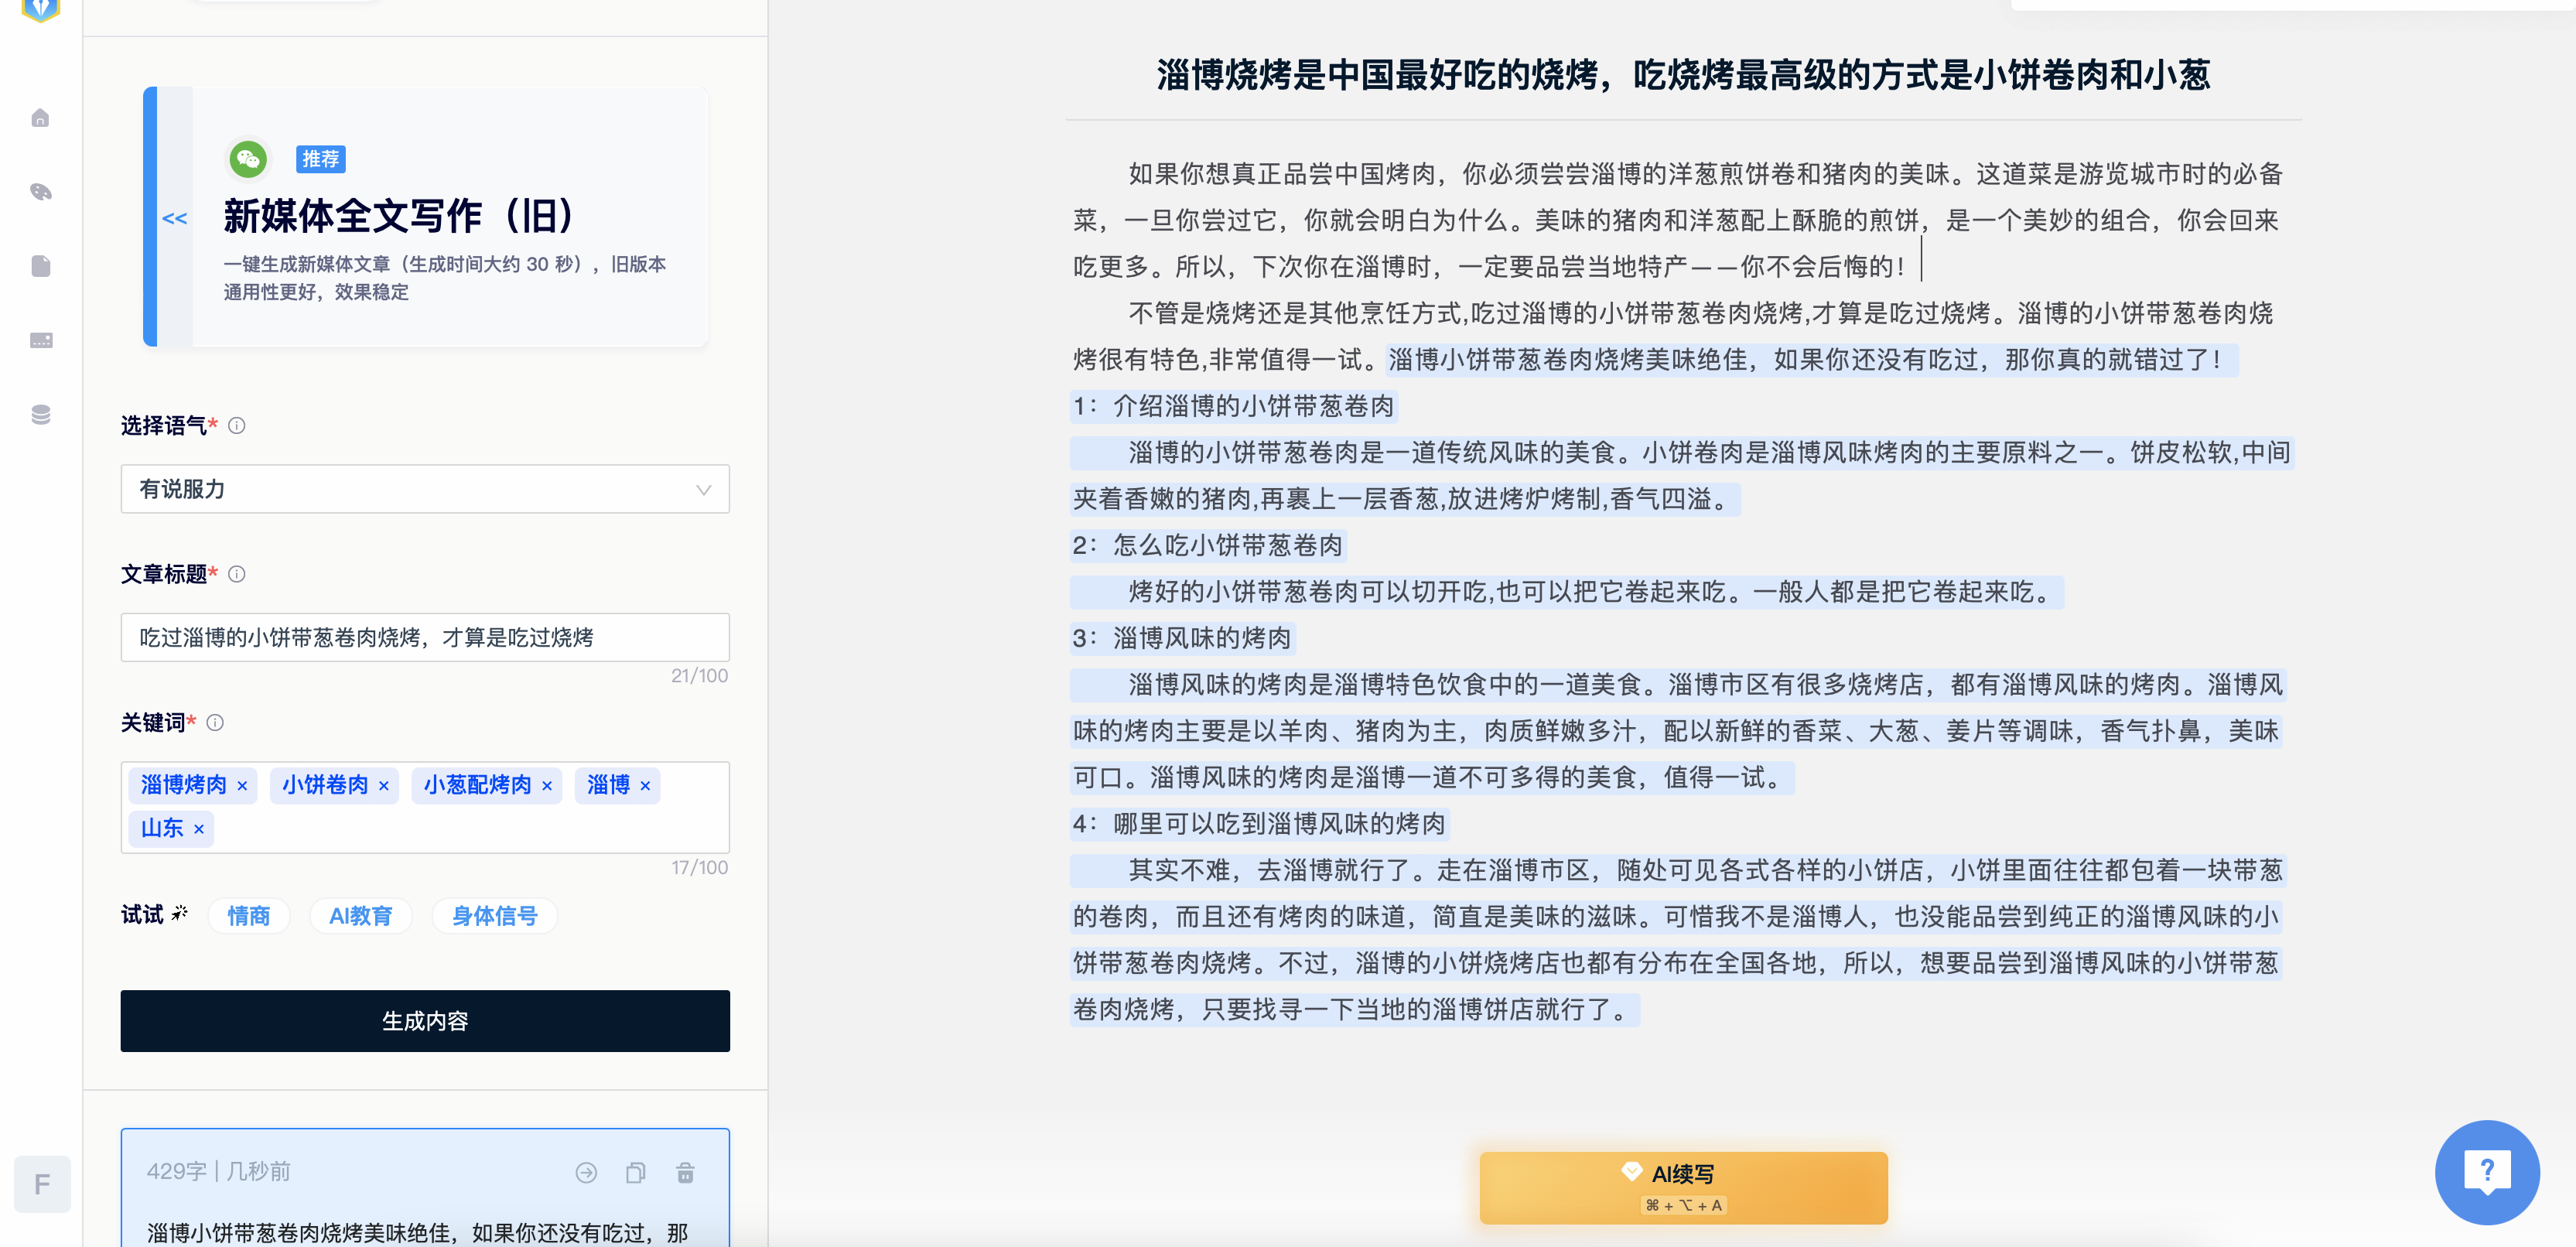 推荐
<<
新媒体全文写作（旧）
一键生成新媒体文章（生成时间大约 30 秒），旧版本
通用性更好，效果稳定
选择语气*
有说服力
文章标题*
吃过淄博的小饼带葱卷肉烧烤，才算是吃过烧烤
21/100
关键词*
淄博烤肉 × 小饼卷肉 × 小葱配烤肉 × 淄博 ×
山东 ×
17/100
试试 情商 AI教育 身体信号
生成内容
429字 | 几秒前
淄博小饼带葱卷肉烧烤美味绝佳，如果你还没有吃过，那
F
淄博烧烤是中国最好吃的烧烤，吃烧烤最高级的方式是小饼卷肉和小葱
如果你想真正品尝中国烤肉，你必须尝尝淄博的洋葱煎饼卷和猪肉的美味。这道菜是游览城市时的必备
菜，一旦你尝过它，你就会明白为什么。美味的猪肉和洋葱配上酥脆的煎饼，是一个美妙的组合，你会回来
吃更多。所以，下次你在淄博时，一定要品尝当地特产——你不会后悔的！
不管是烧烤还是其他烹饪方式,吃过淄博的小饼带葱卷肉烧烤,才算是吃过烧烤。淄博的小饼带葱卷肉烧
烤很有特色,非常值得一试。淄博小饼带葱卷肉烧烤美味绝佳，如果你还没有吃过，那你真的就错过了！
1：介绍淄博的小饼带葱卷肉
淄博的小饼带葱卷肉是一道传统风味的美食。小饼卷肉是淄博风味烤肉的主要原料之一。饼皮松软,中间
夹着香嫩的猪肉,再裹上一层香葱,放进烤炉烤制,香气四溢。
2：怎么吃小饼带葱卷肉
烤好的小饼带葱卷肉可以切开吃,也可以把它卷起来吃。一般人都是把它卷起来吃。
3：淄博风味的烤肉
淄博风味的烤肉是淄博特色饮食中的一道美食。淄博市区有很多烧烤店，都有淄博风味的烤肉。淄博风
味的烤肉主要是以羊肉、猪肉为主，肉质鲜嫩多汁，配以新鲜的香菜、大葱、姜片等调味，香气扑鼻，美味
可口。淄博风味的烤肉是淄博一道不可多得的美食，值得一试。
4：哪里可以吃到淄博风味的烤肉
其实不难，去淄博就行了。走在淄博市区，随处可见各式各样的小饼店，小饼里面往往都包着一块带葱
的卷肉，而且还有烤肉的味道，简直是美味的滋味。可惜我不是淄博人，也没能品尝到纯正的淄博风味的小
饼带葱卷肉烧烤。不过，淄博的小饼烧烤店也都有分布在全国各地，所以，想要品尝到淄博风味的小饼带葱
卷肉烧烤，只要找寻一下当地的淄博饼店就行了。
AI续写
⌘ + ⌥ + A
?